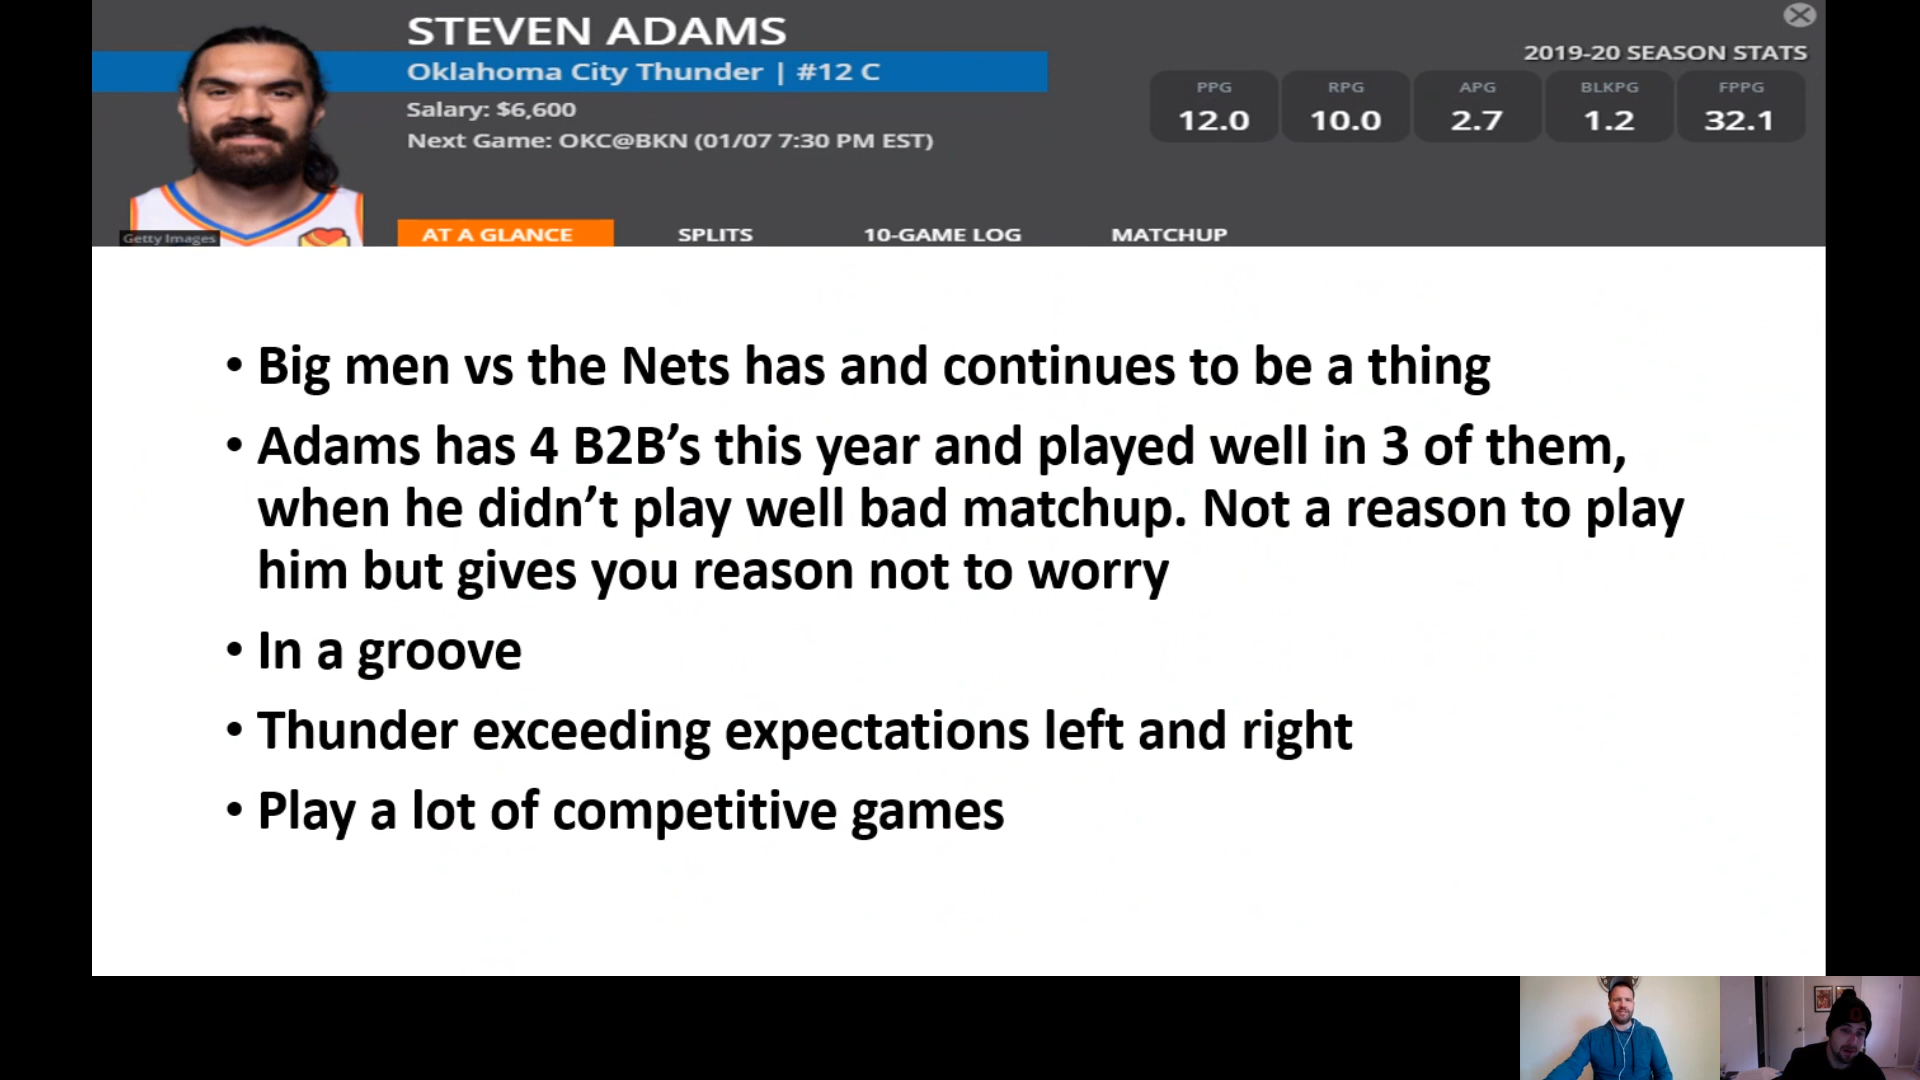 STEVEN ADAMS
Oklahoma City Thunder | #12 C
Salary: $6,600
Next Game: OKC@BKN (01/07 7:30 PM EST)
2019-20 SEASON STATS
PPG RPG APG BLKPG FPPG
12.0 10.0 2.7 1.2 32.1
Getty Images
AT A GLANCE SPLITS 10-GAME LOG MATCHUP
• Big men vs the Nets has and continues to be a thing
• Adams has 4 B2B’s this year and played well in 3 of them,
when he didn’t play well bad matchup. Not a reason to play
him but gives you reason not to worry
• In a groove
• Thunder exceeding expectations left and right
• Play a lot of competitive games